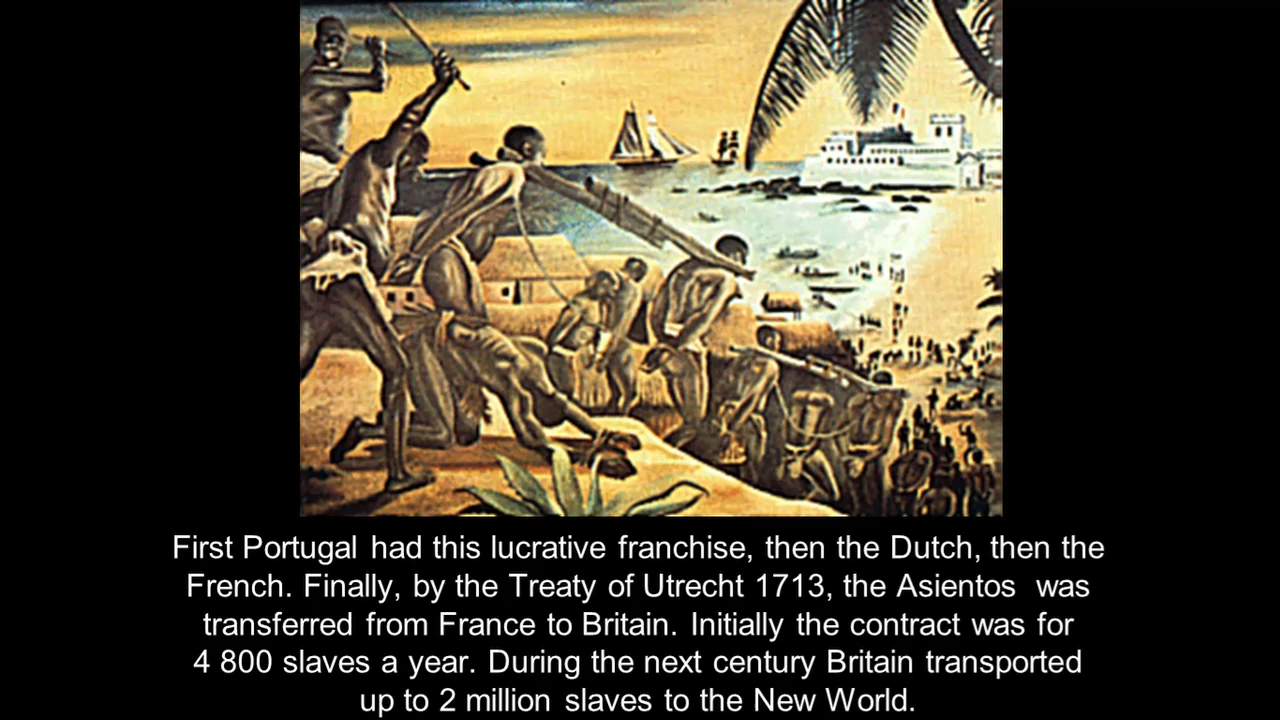 First Portugal had this lucrative franchise, then the Dutch, then the
French. Finally, by the Treaty of Utrecht 1713, the Asientos was
transferred from France to Britain. Initially the contract was for
4 800 slaves a year. During the next century Britain transported
up to 2 million slaves to the New World.